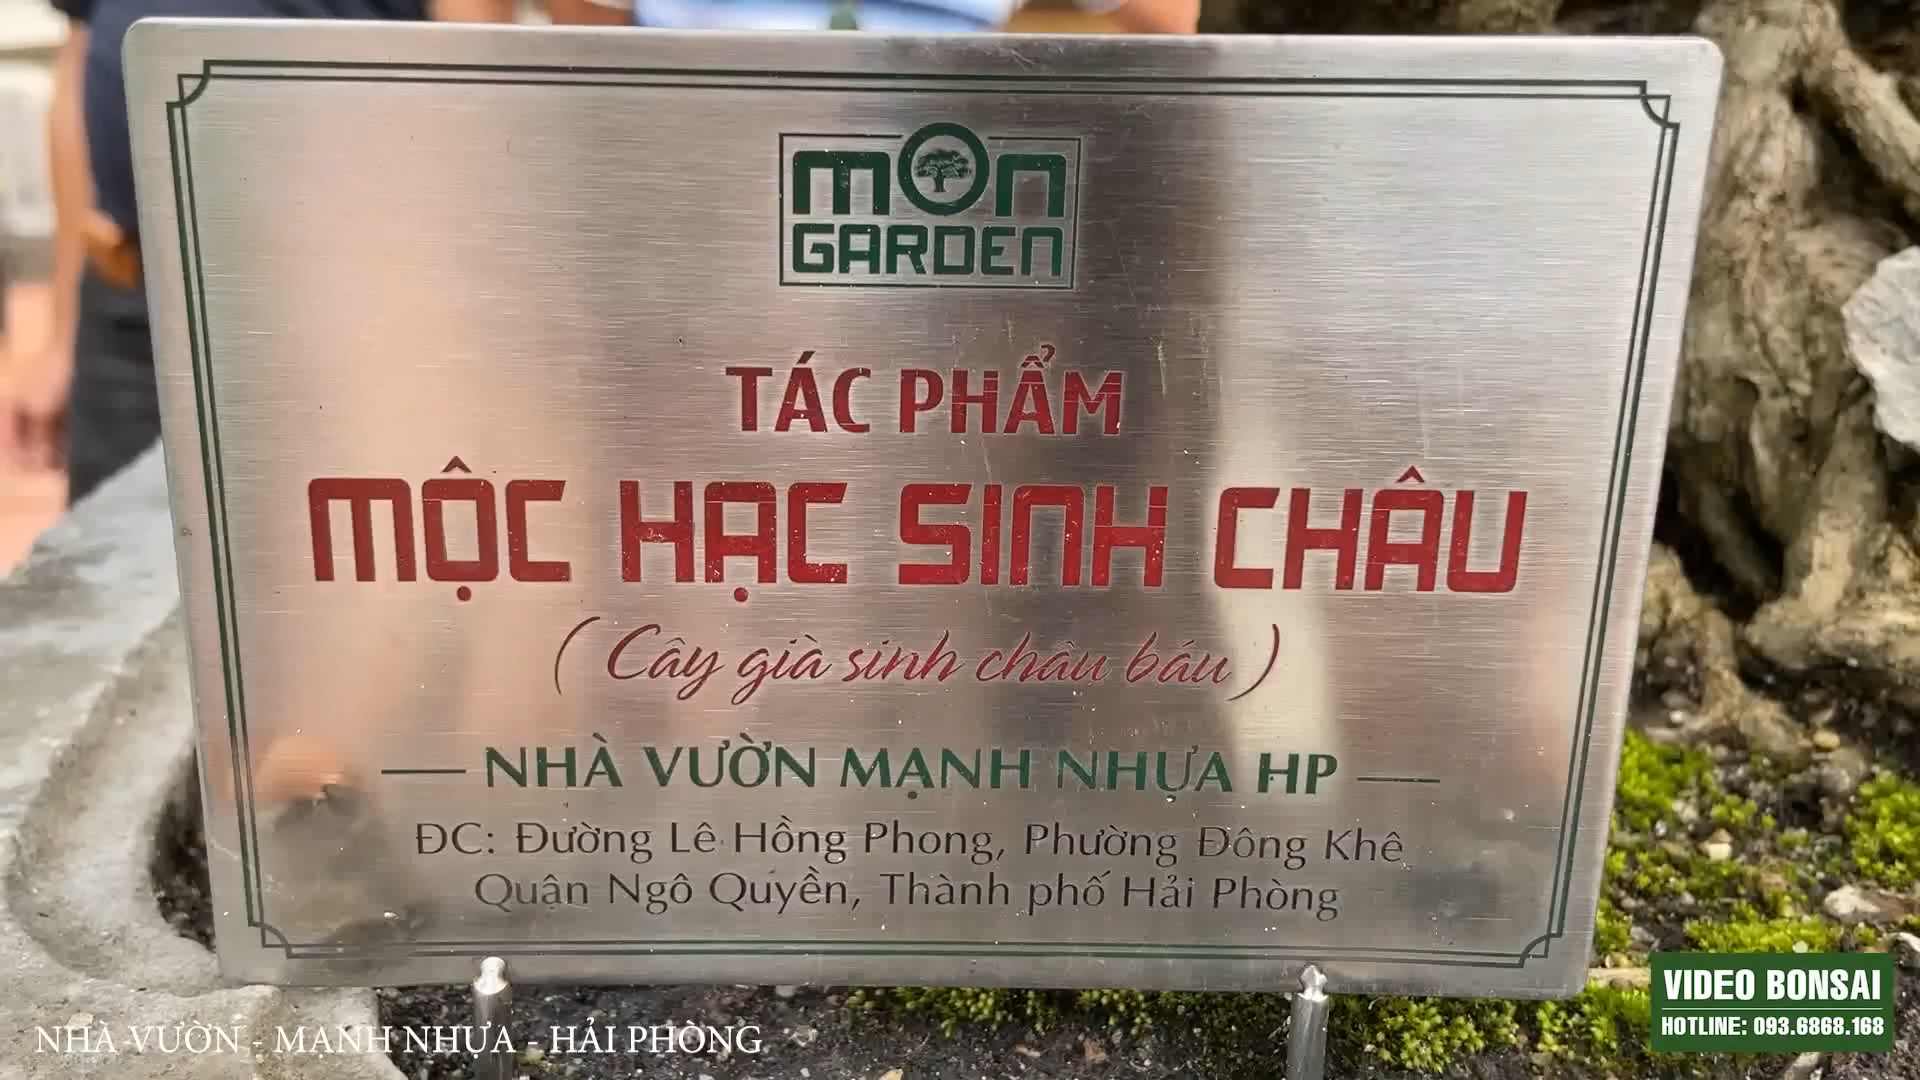 MON
GARDEN
TÁC PHẨM
MỘC HẠC SINH CHÂU
(Cây già sinh châu báu)
NHÀ VƯỜN MẠNH NHỰA HP
ĐC: Đường Lê Hồng Phong, Phường Đông Khê
Quận Ngô Quyền, Thành phố Hải Phòng
NHÀ VƯỜN - MẠNH NHỰA - HẢI PHÒNG
VIDEO BONSAI
HOTLINE: 093.6868.168